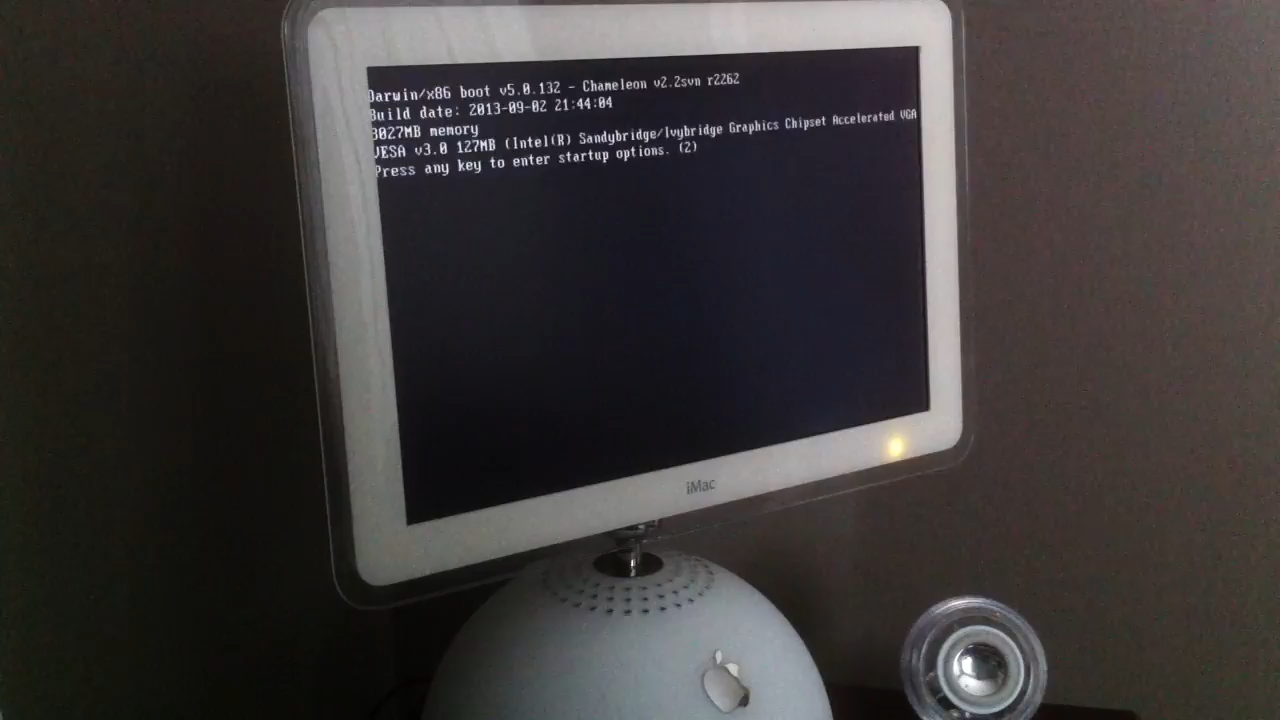 Darwin/x86 boot v5.0.132 - Chameleon v2.2svn r2262
Build date: 2013-09-02 21:44:04
3027MB memory
VESA v3.0 127MB (Intel(R) Sandybridge/Ivybridge Graphics Chipset Accelerated VGA
Press any key to enter startup options. (2)
iMac